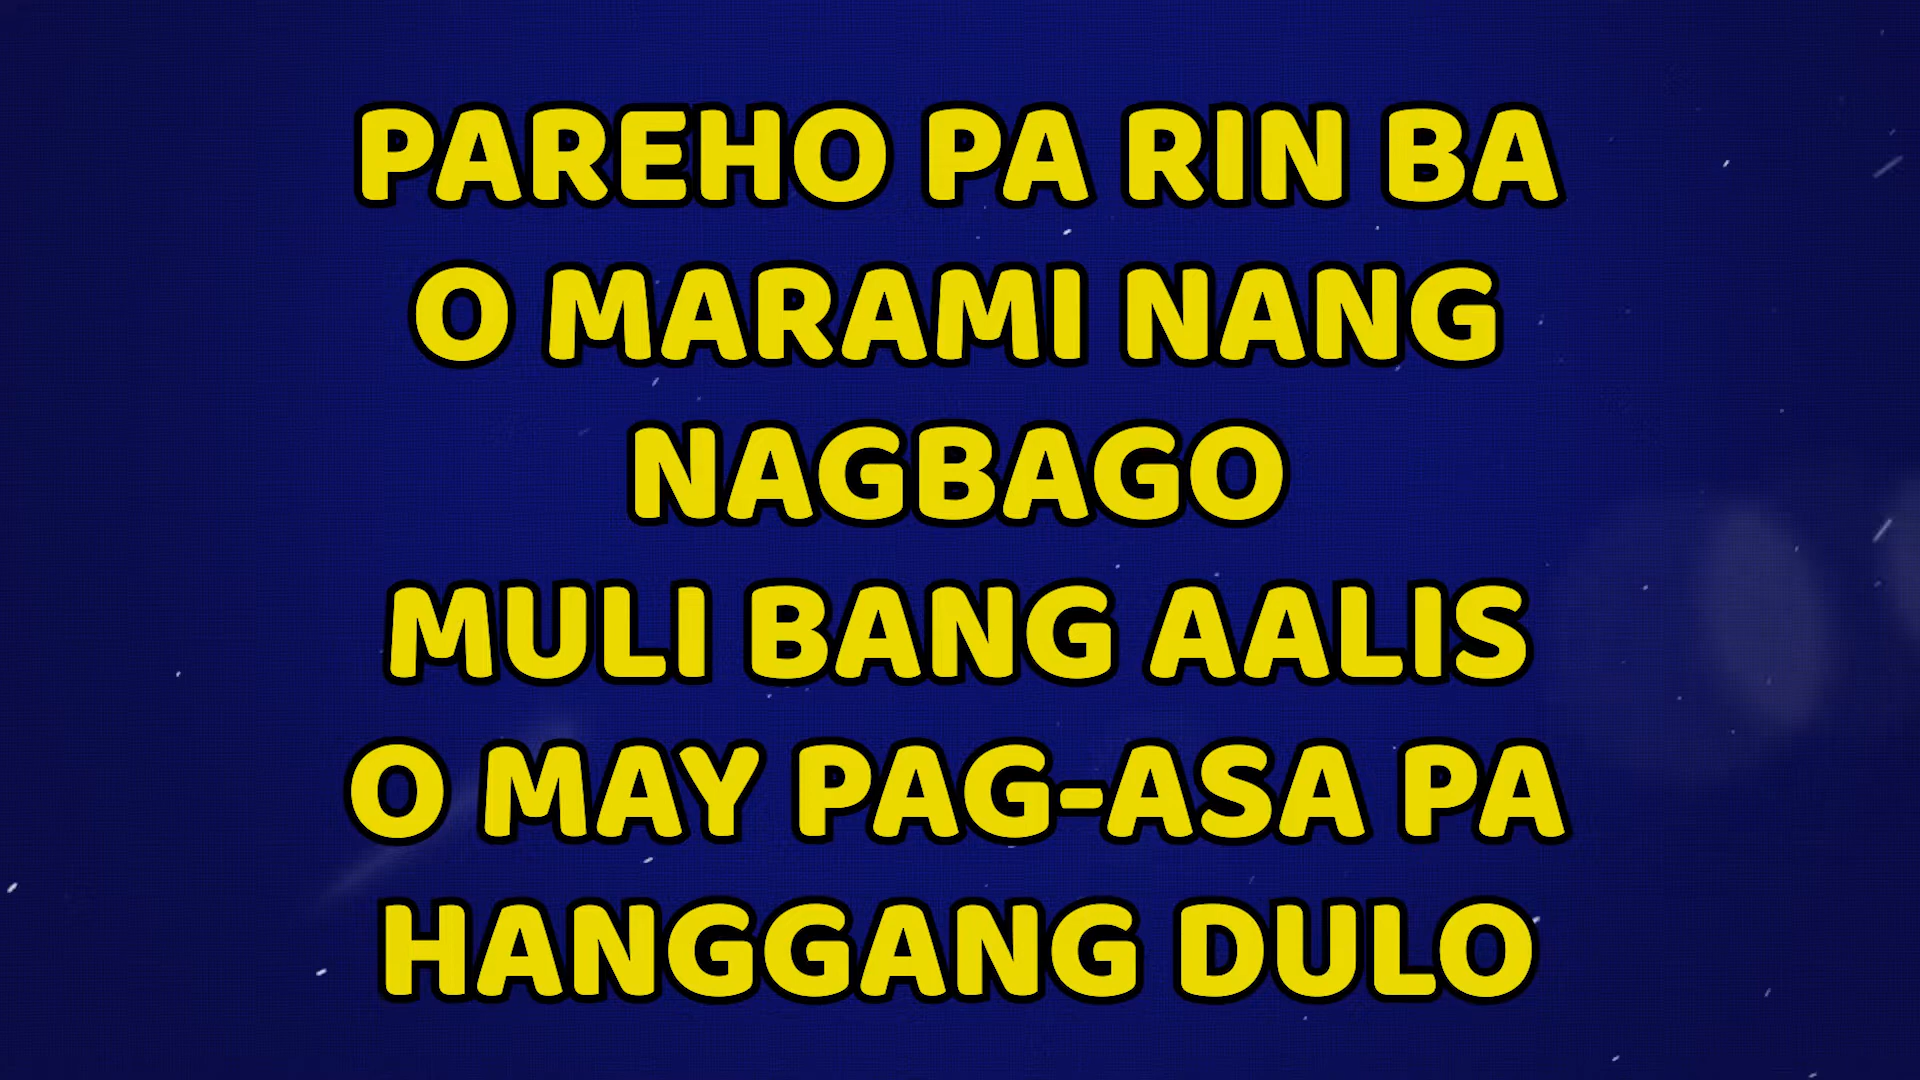 PAREHO PA RIN BA
O MARAMI NANG
NAGBAGO
MULI BANG AALIS
O MAY PAG-ASA PA
HANGGANG DULO